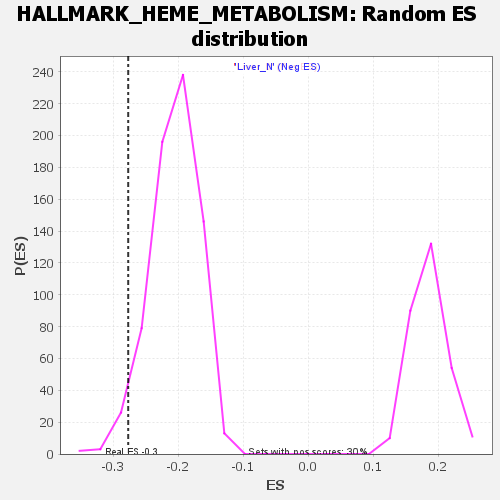 HALLMARK_HEME_METABOLISM: Random ES
distribution
'Liver_N' (Neg ES)
240
220
200
180
160
140
120
100
80
60
40
20
0
P(ES)
Real ES -0.3
Sets with pos scores: 30%
-0.3 -0.2 -0.1 0.0 0.1 0.2
ES